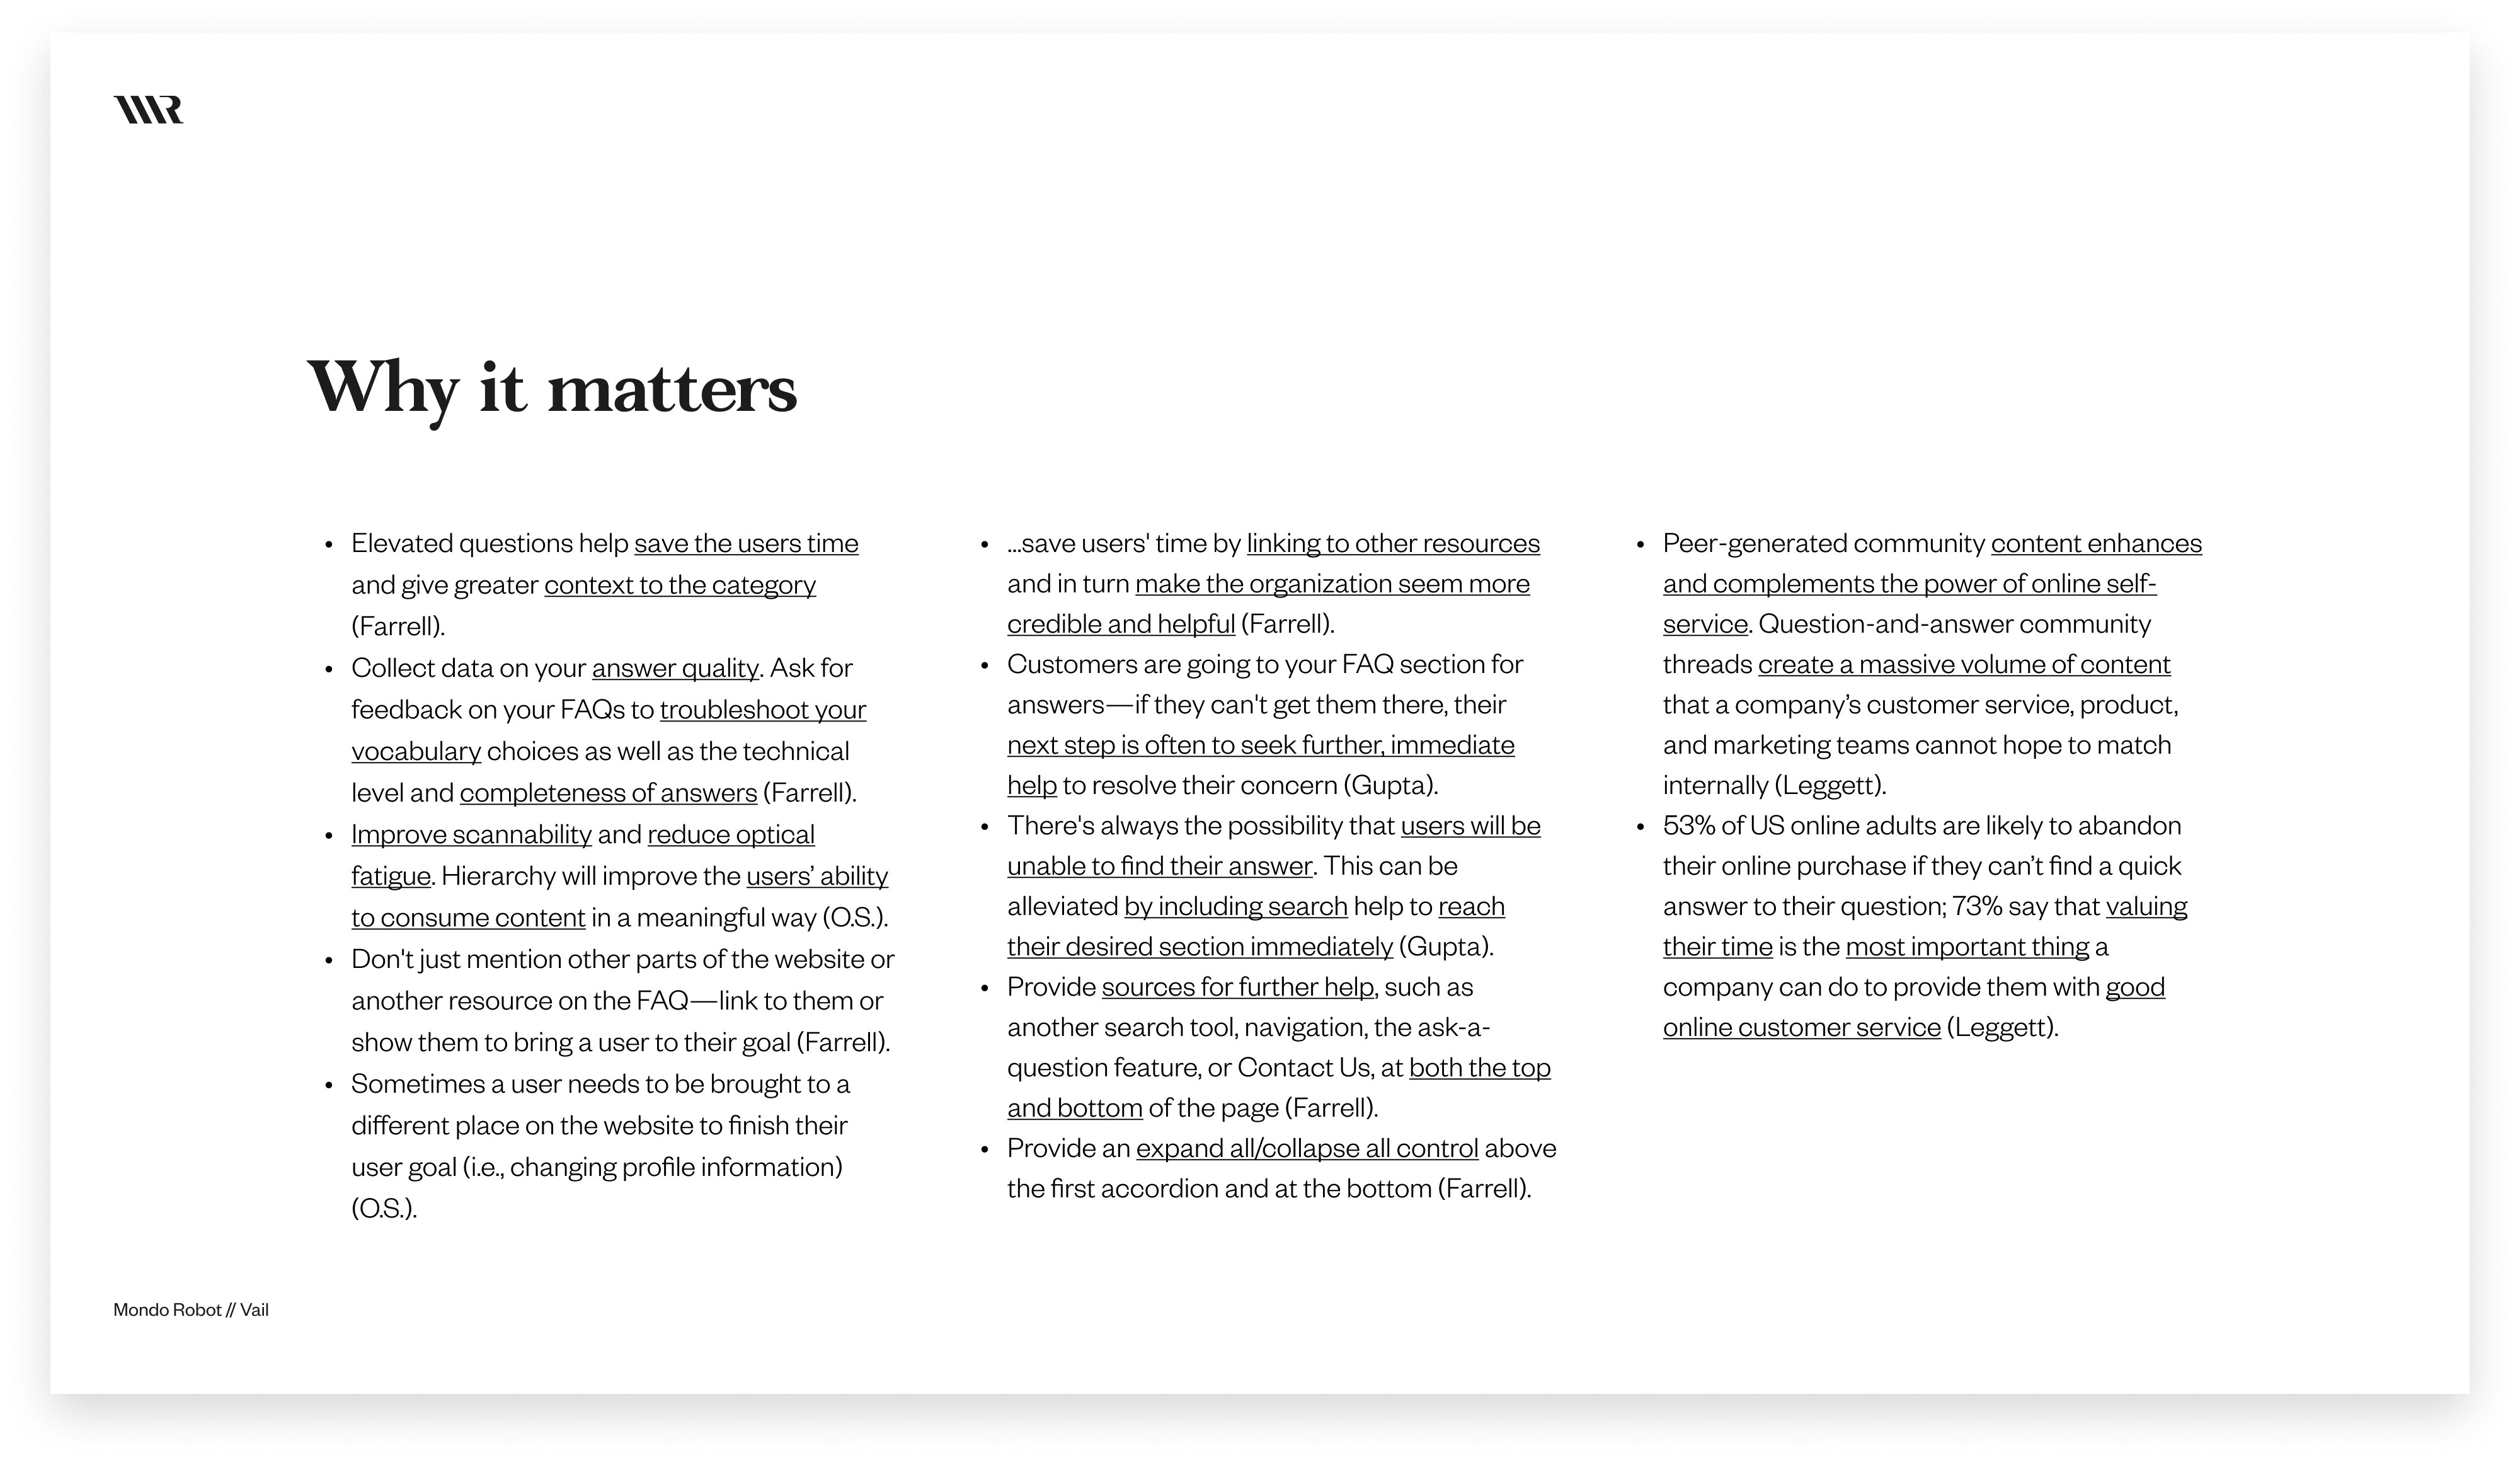 MR
Why it matters
• Elevated questions help save the users time
and give greater context to the category
(Farrell).
• Collect data on your answer quality. Ask for
feedback on your FAQs to troubleshoot your
vocabulary choices as well as the technical
level and completeness of answers (Farrell).
• Improve scannability and reduce optical
fatigue. Hierarchy will improve the users’ ability
to consume content in a meaningful way (O.S.).
• Don't just mention other parts of the website or
another resource on the FAQ—link to them or
show them to bring a user to their goal (Farrell).
• Sometimes a user needs to be brought to a
different place on the website to finish their
user goal (i.e., changing profile information)
(O.S.).
• ...save users' time by linking to other resources
and in turn make the organization seem more
credible and helpful (Farrell).
• Customers are going to your FAQ section for
answers—if they can't get them there, their
next step is often to seek further, immediate
help to resolve their concern (Gupta).
• There's always the possibility that users will be
unable to find their answer. This can be
alleviated by including search help to reach
their desired section immediately (Gupta).
• Provide sources for further help, such as
another search tool, navigation, the ask-a-
question feature, or Contact Us, at both the top
and bottom of the page (Farrell).
• Provide an expand all/collapse all control above
the first accordion and at the bottom (Farrell).
• Peer-generated community content enhances
and complements the power of online self-
service. Question-and-answer community
threads create a massive volume of content
that a company’s customer service, product,
and marketing teams cannot hope to match
internally (Leggett).
• 53% of US online adults are likely to abandon
their online purchase if they can’t find a quick
answer to their question; 73% say that valuing
their time is the most important thing a
company can do to provide them with good
online customer service (Leggett).
Mondo Robot // Vail